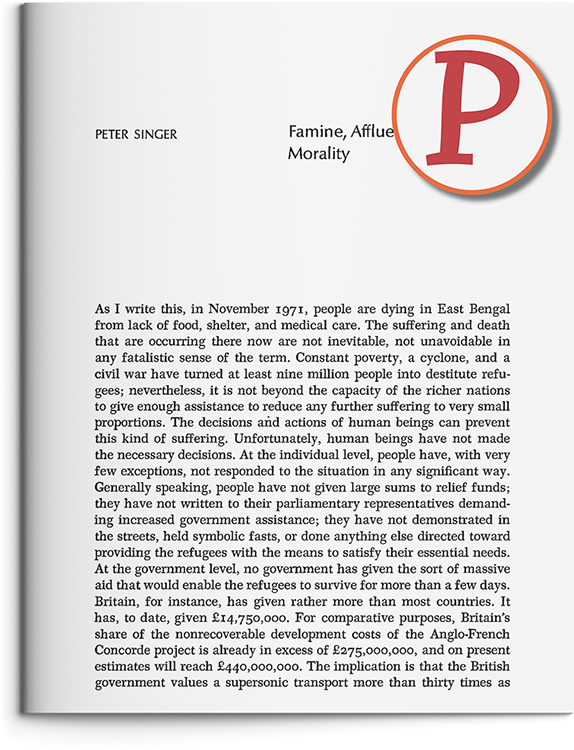 P
PETER SINGER
Famine, Afflue
Morality
As I write this, in November 1971, people are dying in East Bengal
from lack of food, shelter, and medical care. The suffering and death
that are occurring there now are not inevitable, not unavoidable in
any fatalistic sense of the term. Constant poverty, a cyclone, and a
civil war have turned at least nine million people into destitute refu-
gees; nevertheless, it is not beyond the capacity of the richer nations
to give enough assistance to reduce any further suffering to very small
proportions. The decisions and actions of human beings can prevent
this kind of suffering. Unfortunately, human beings have not made
the necessary decisions. At the individual level, people have, with very
few exceptions, not responded to the situation in any significant way.
Generally speaking, people have not given large sums to relief funds;
they have not written to their parliamentary representatives demand-
ing increased government assistance; they have not demonstrated in
the streets, held symbolic fasts, or done anything else directed toward
providing the refugees with the means to satisfy their essential needs.
At the government level, no government has given the sort of massive
aid that would enable the refugees to survive for more than a few days.
Britain, for instance, has given rather more than most countries. It
has, to date, given £14,750,000. For comparative purposes, Britain's
share of the nonrecoverable development costs of the Anglo-French
Concorde project is already in excess of £275,000,000, and on present
estimates will reach £440,000,000. The implication is that the British
government values a supersonic transport more than thirty times as